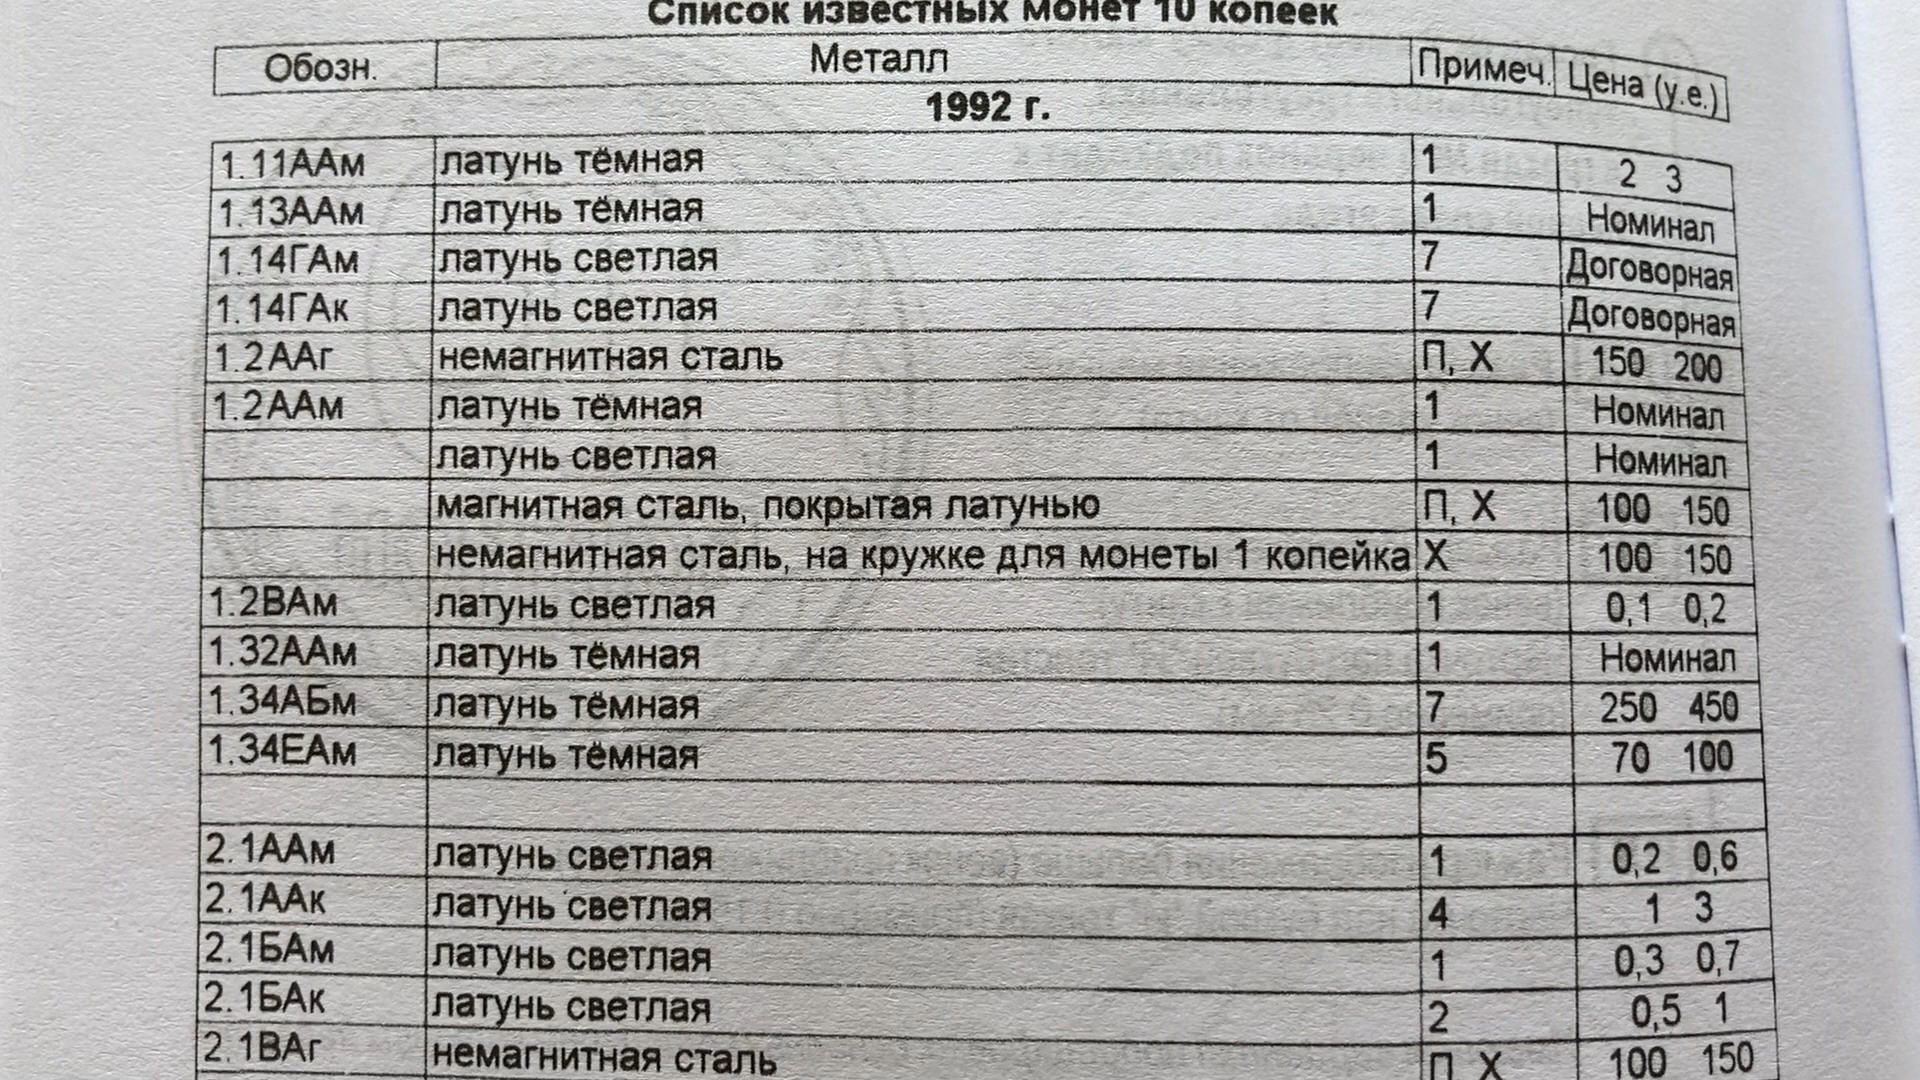 Список известных монет 10 копеек
Обозн. Металл Примеч. Цена (у.е.)
1992 г.
1.11ААм латунь тёмная 1 2 3
1.13ААм латунь тёмная 1 Номинал
1.14ГАм латунь светлая 7 Договорная
1.14ГАк латунь светлая 7 Договорная
1.2ААг немагнитная сталь П, Х 150 200
1.2ААм латунь тёмная 1 Номинал
латунь светлая 1 Номинал
магнитная сталь, покрытая латунью П, Х 100 150
немагнитная сталь, на кружке для монеты 1 копейка Х 100 150
1.2ВАм латунь светлая 1 0,1 0,2
1.32ААм латунь тёмная 1 Номинал
1.34АБм латунь тёмная 7 250 450
1.34ЕАм латунь тёмная 5 70 100
2.1ААм латунь светлая 1 0,2 0,6
2.1ААк латунь светлая 4 1 3
2.1БАм латунь светлая 1 0,3 0,7
2.1БАк латунь светлая 2 0,5 1
2.1ВАг немагнитная сталь П Х 100 150